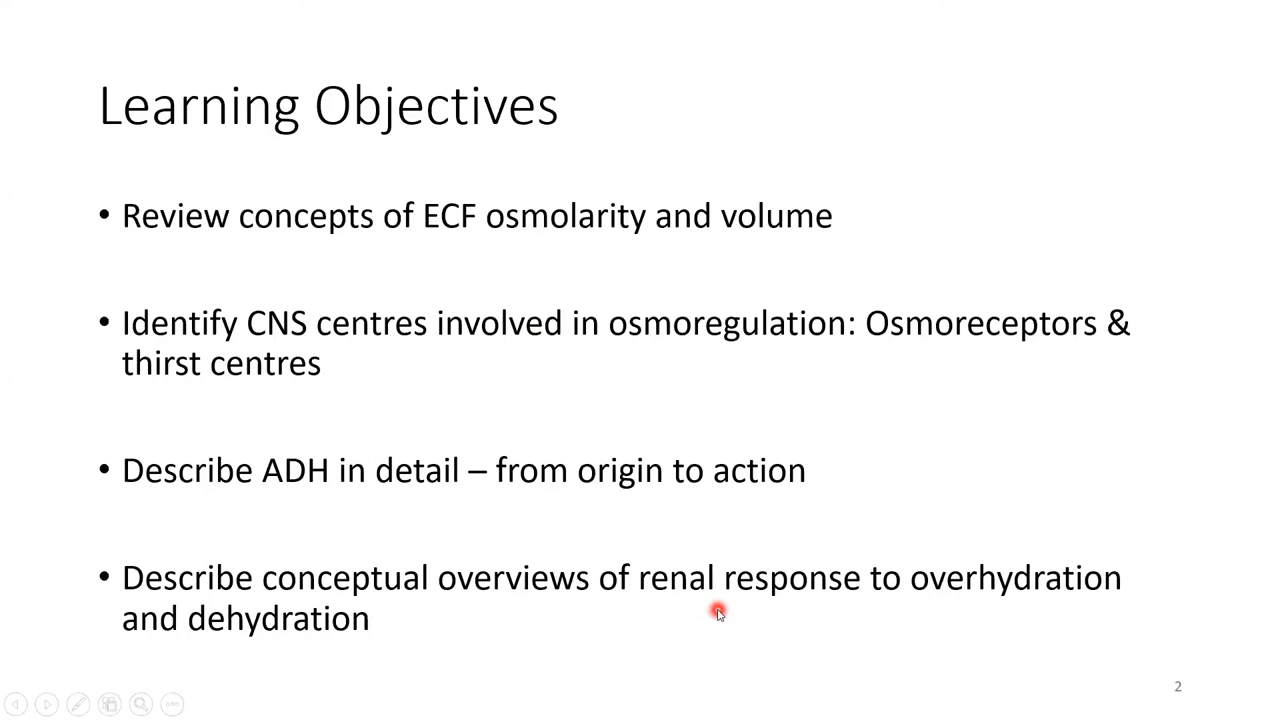 Learning Objectives
• Review concepts of ECF osmolarity and volume
• Identify CNS centres involved in osmoregulation: Osmoreceptors &
thirst centres
• Describe ADH in detail – from origin to action
• Describe conceptual overviews of renal response to overhydration
and dehydration
2